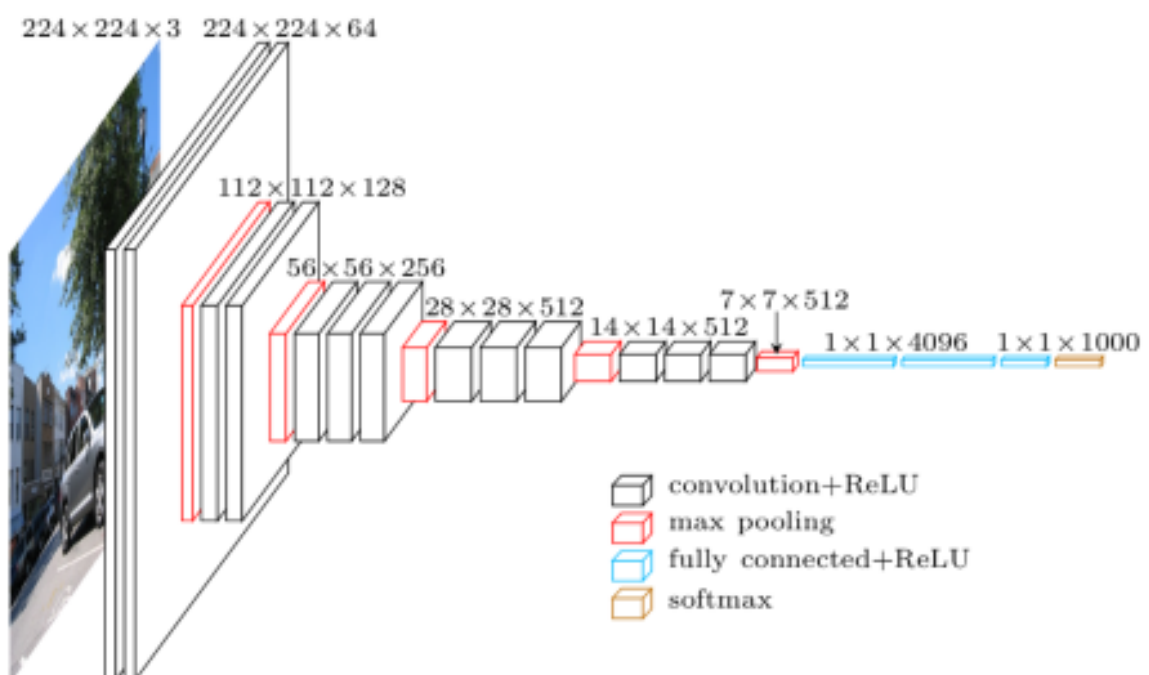 224×224×3
224×224×64
112×112×128
56×56×256
28×28×512
14×14×512
7×7×512
1×1×4096
1×1×1000
convolution+ReLU
max pooling
fully connected+ReLU
softmax